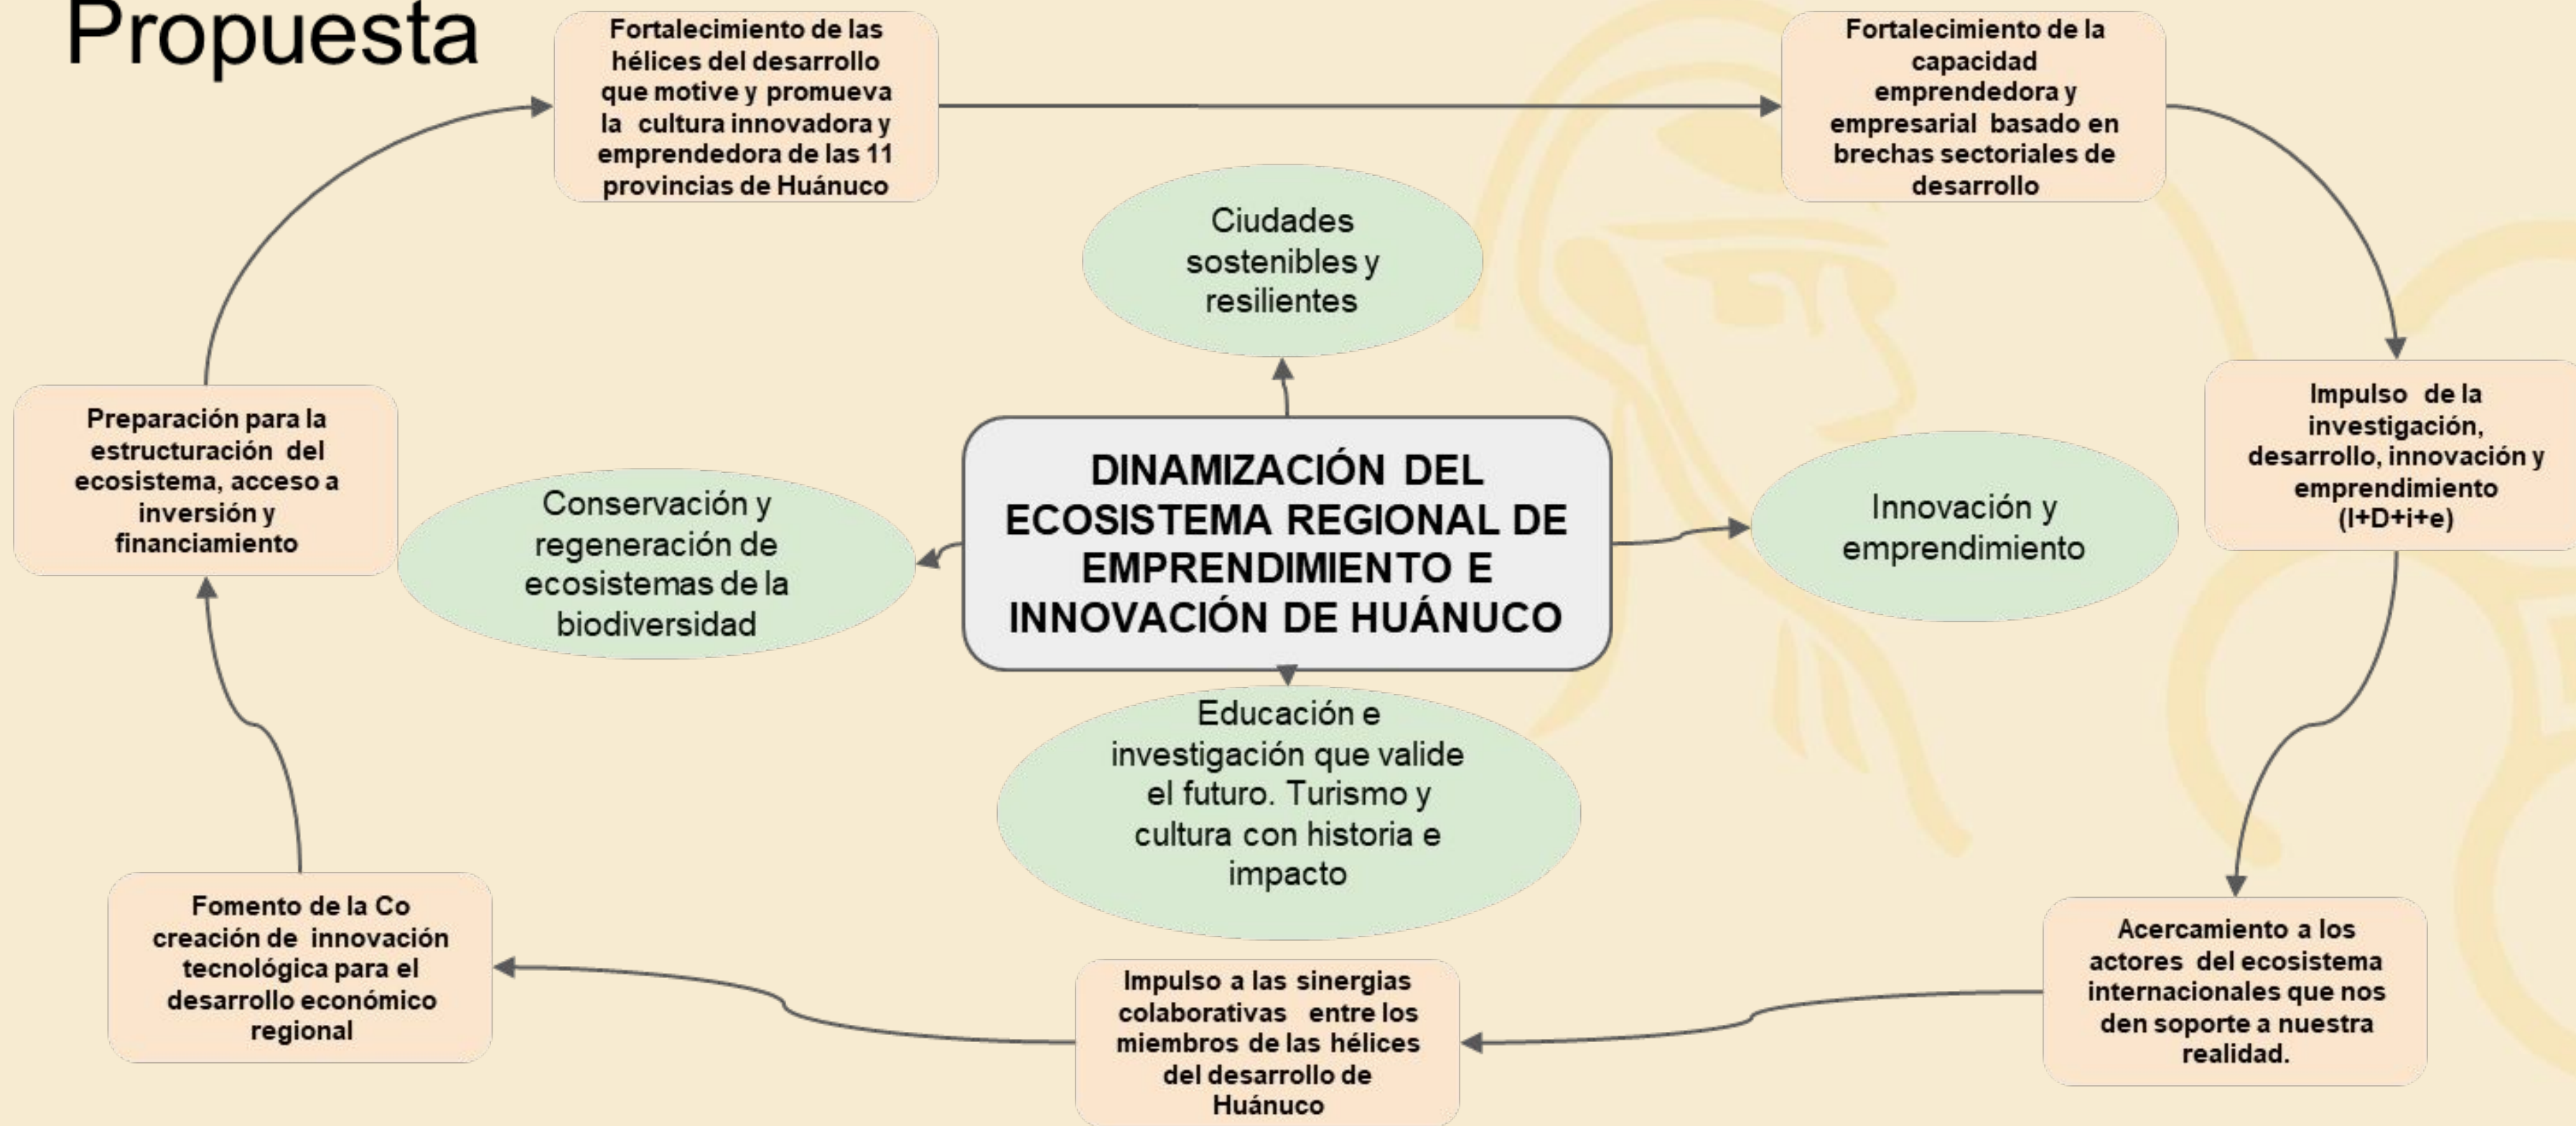 Propuesta
Fortalecimiento de las
hélices del desarrollo
que motive y promueva
la cultura innovadora y
emprendedora de las 11
provincias de Huánuco
Fortalecimiento de la
capacidad
emprendedora y
empresarial basado en
brechas sectoriales de
desarrollo
Ciudades
sostenibles y
resilientes
Preparación para la
estructuración del
ecosistema, acceso a
inversión y
financiamiento
Conservación y
regeneración de
ecosistemas de la
biodiversidad
DINAMIZACIÓN DEL
ECOSISTEMA REGIONAL DE
EMPRENDIMIENTO E
INNOVACIÓN DE HUÁNUCO
Innovación y
emprendimiento
Impulso de la
investigación,
desarrollo, innovación y
emprendimiento
(I+D+i+e)
Educación e
investigación que valide
el futuro. Turismo y
cultura con historia e
impacto
Fomento de la Co
creación de innovación
tecnológica para el
desarrollo económico
regional
Impulso a las sinergias
colaborativas entre los
miembros de las hélices
del desarrollo de
Huánuco
Acercamiento a los
actores del ecosistema
internacionales que nos
den soporte a nuestra
realidad.